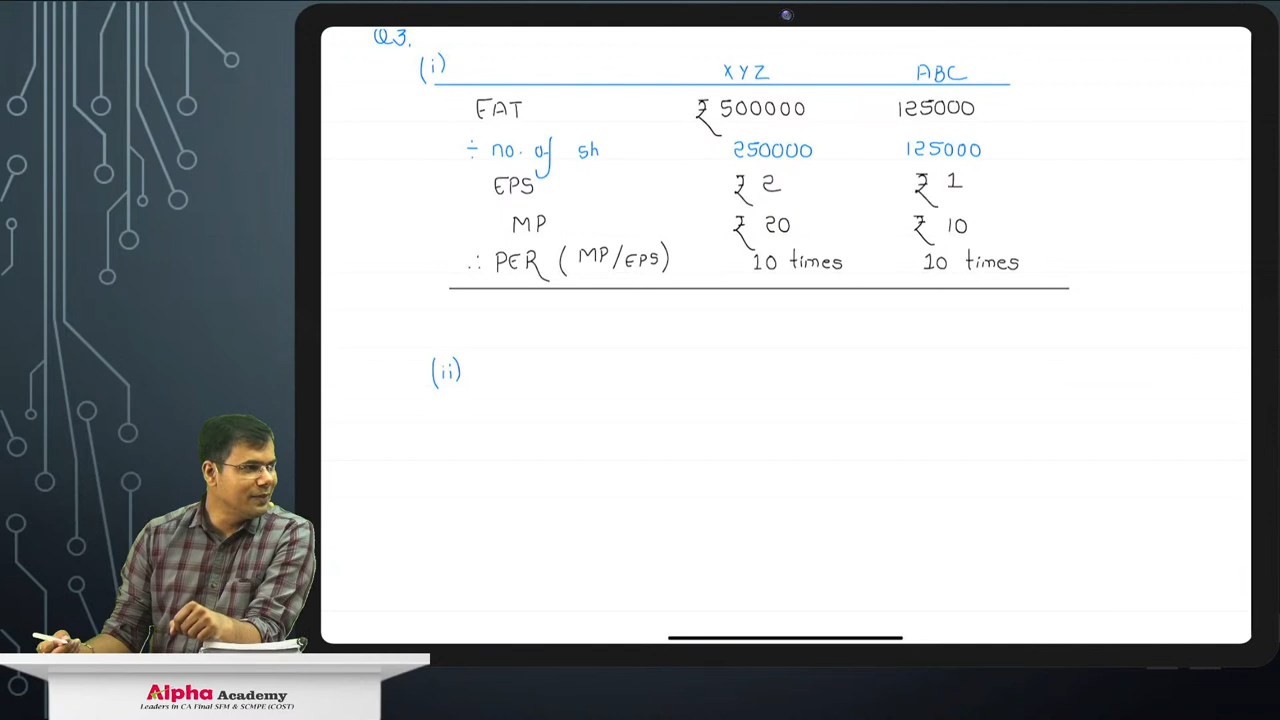 Q3.
(i) XYZ ABC
EAT ₹ 500000 125000
÷ no. of sh 250000 125000
EPS ₹ 2 ₹ 1
MP ₹ 20 ₹ 10
∴ PER (MP/EPS) 10 times 10 times
(ii)
Alpha Academy
Leaders in CA Final SFM & SCMPE (COST)